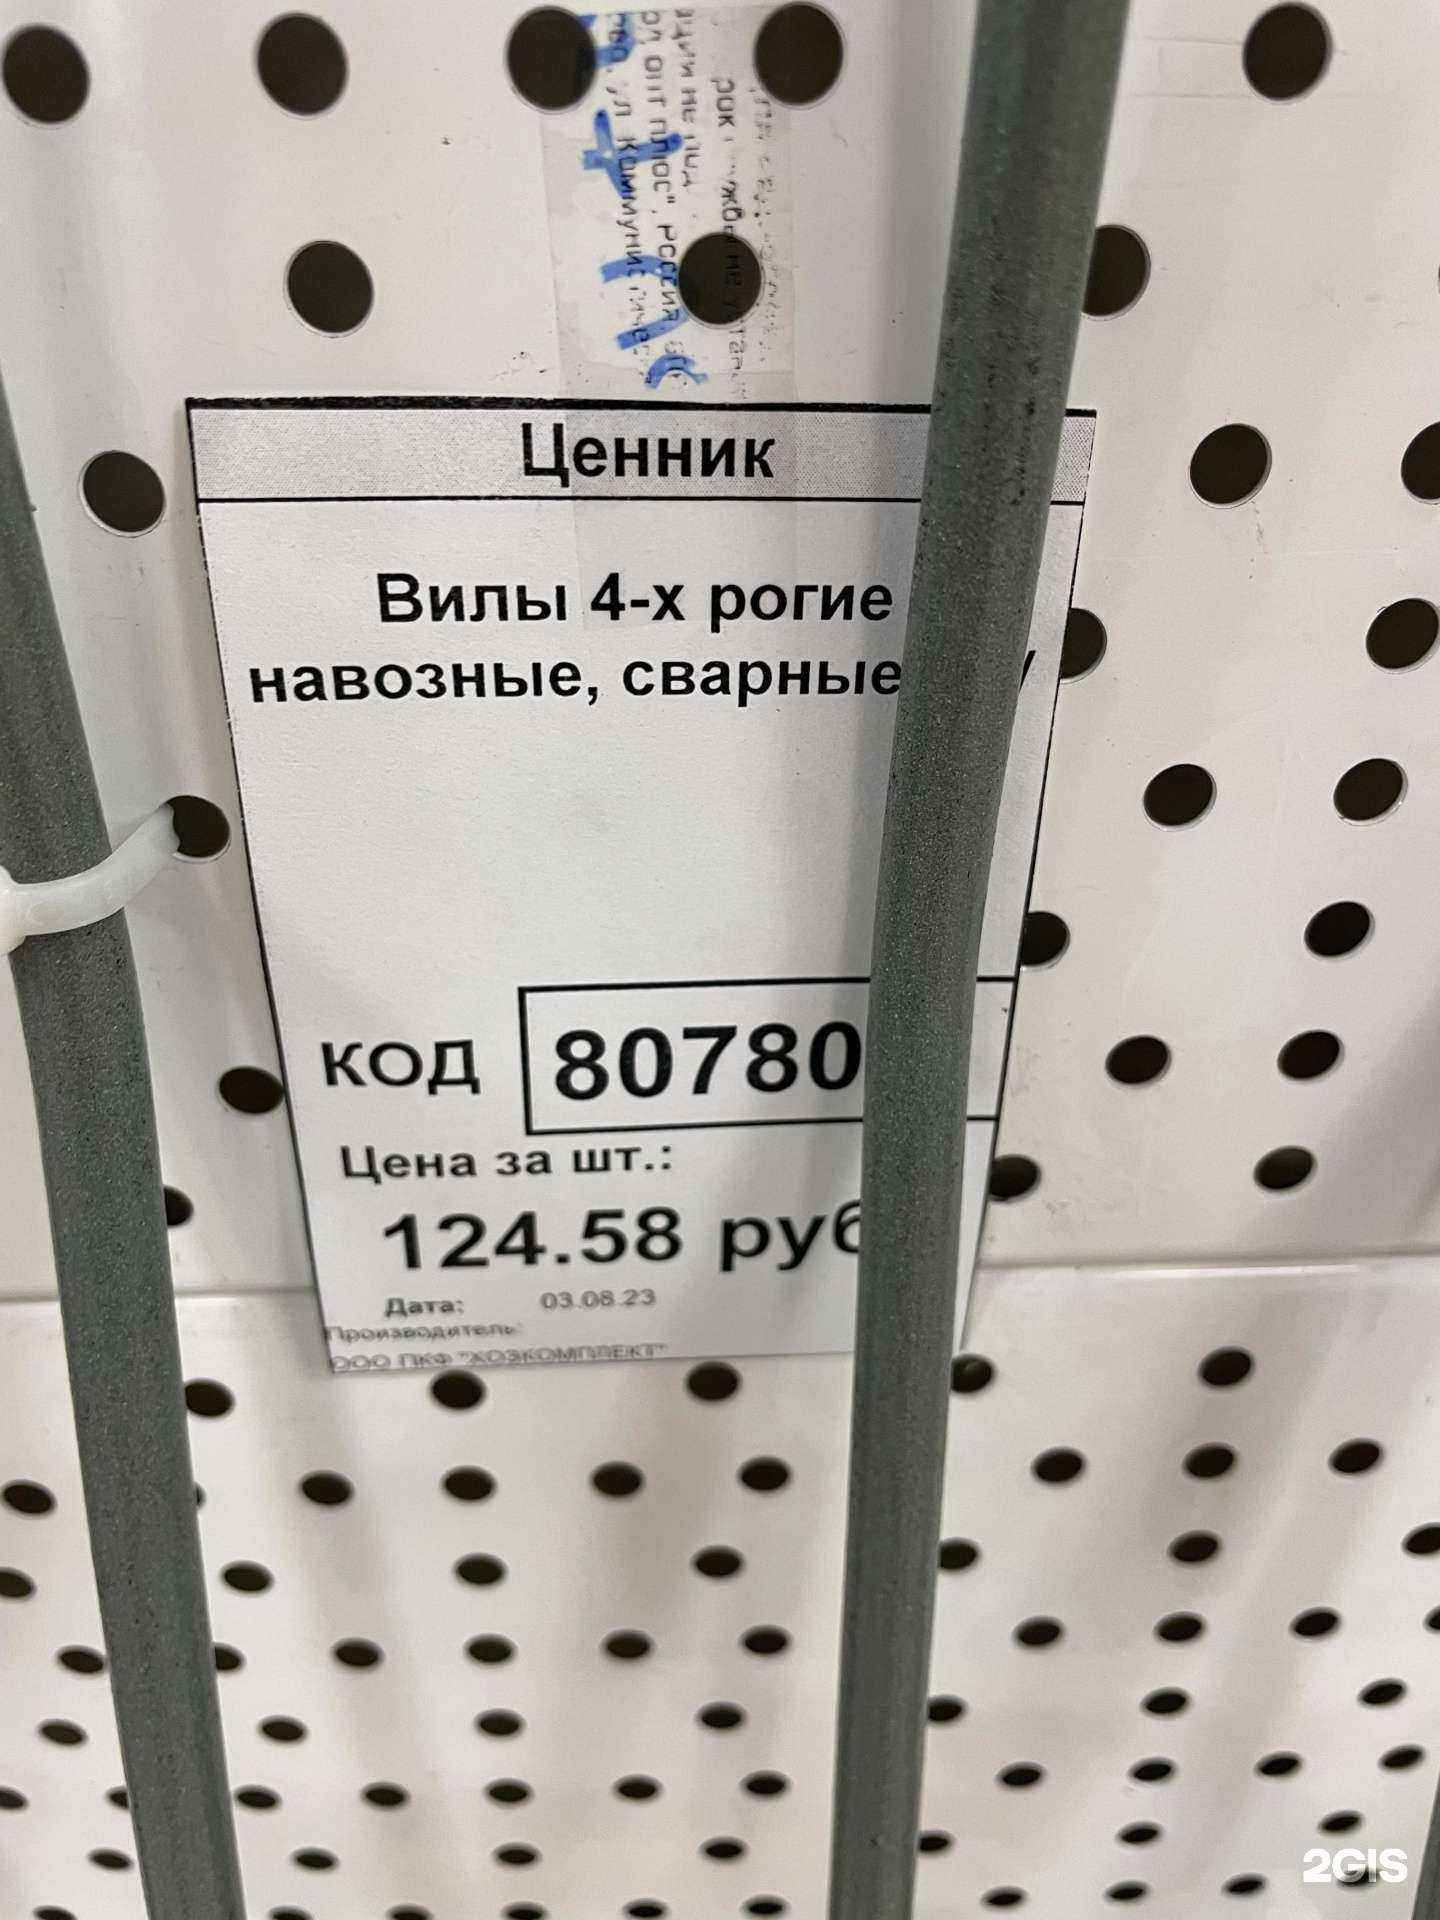 Ценник
Вилы 4-х рогие
навозные, сварные
КОД 80780
Цена за шт.:
124.58 руб
Дата: 03.08.23
Производитель:
ООО ПКФ "ХОЗКОМПЛЕКТ"
2GIS